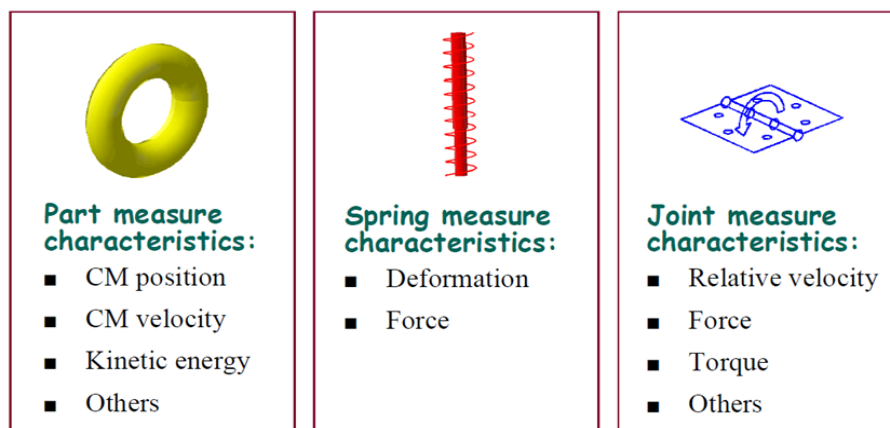 Part measure
characteristics:
■ CM position
■ CM velocity
■ Kinetic energy
■ Others
Spring measure
characteristics:
■ Deformation
■ Force
Joint measure
characteristics:
■ Relative velocity
■ Force
■ Torque
■ Others